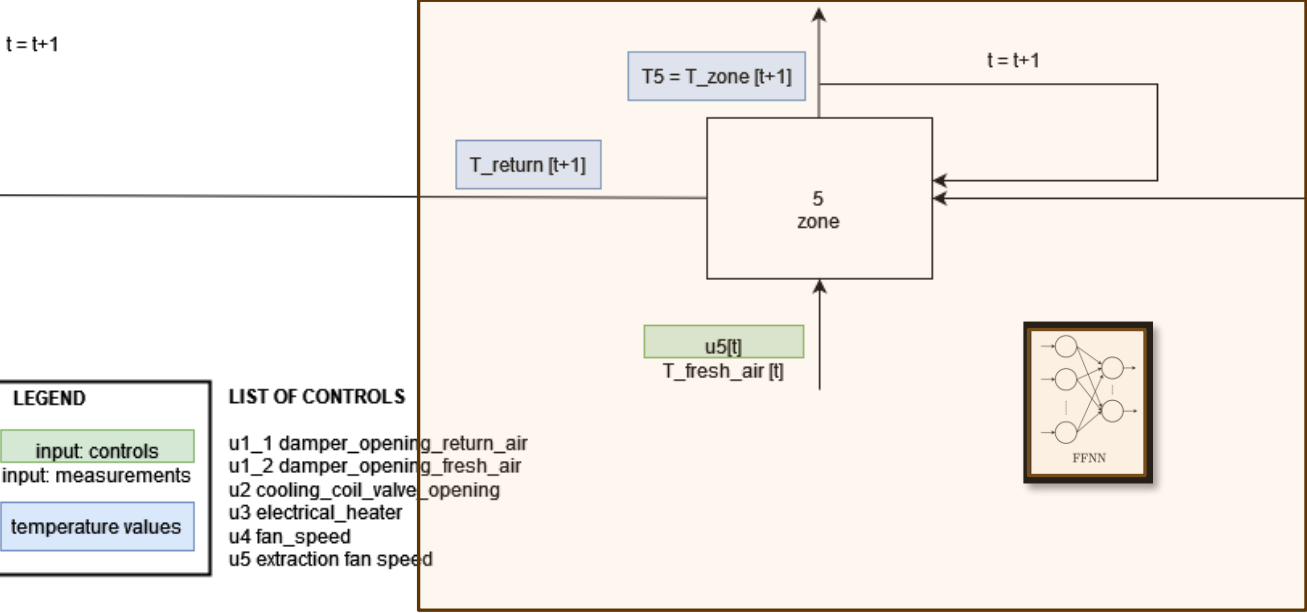 t = t+1
T5 = T_zone [t+1]
t = t+1
T_return [t+1]
5
zone
u5[t]
T_fresh_air [t]
FFNN
LEGEND
input: controls
input: measurements
temperature values
LIST OF CONTROLS
u1_1 damper_opening_return_air
u1_2 damper_opening_fresh_air
u2 cooling_coil_valve_opening
u3 electrical_heater
u4 fan_speed
u5 extraction fan speed